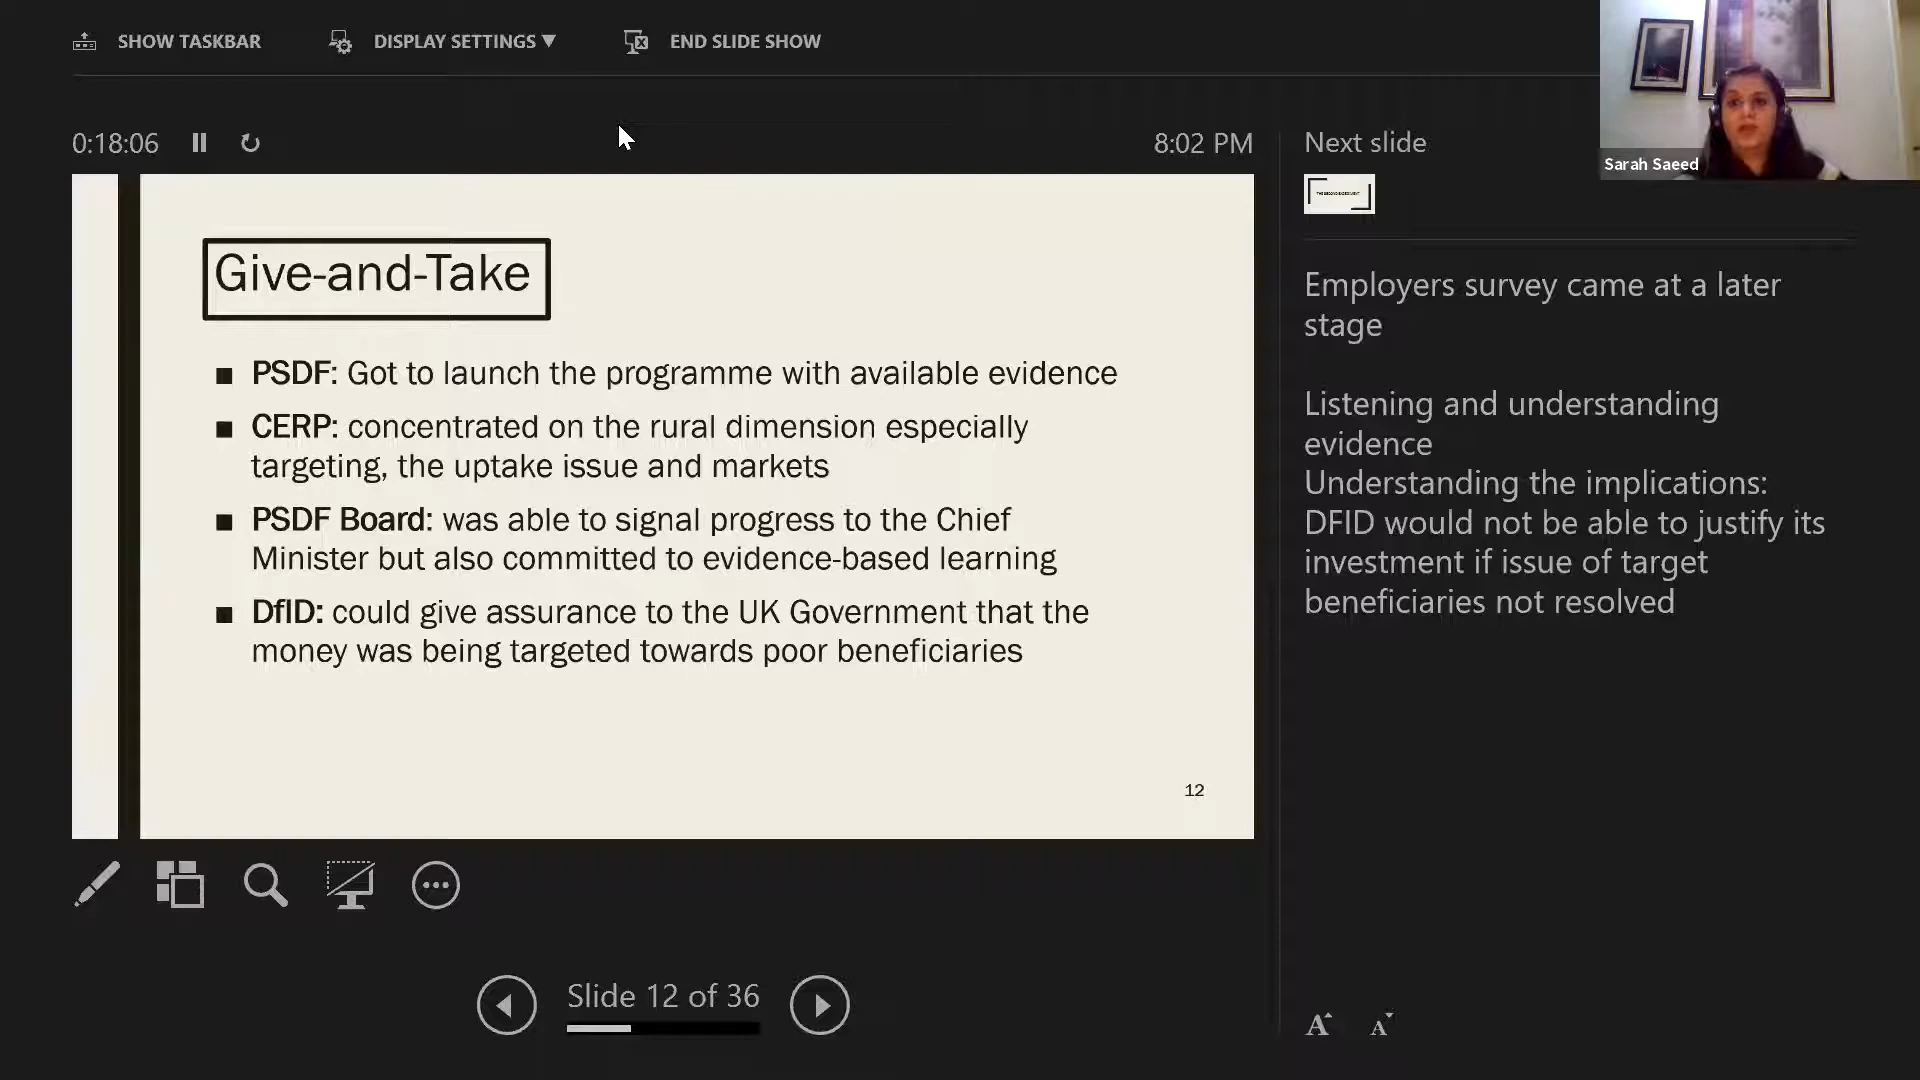 SHOW TASKBAR
DISPLAY SETTINGS ▼
END SLIDE SHOW
0:18:06
8:02 PM
Next slide
Sarah Saeed
Give-and-Take
■ PSDF: Got to launch the programme with available evidence
■ CERP: concentrated on the rural dimension especially
targeting, the uptake issue and markets
■ PSDF Board: was able to signal progress to the Chief
Minister but also committed to evidence-based learning
■ DfID: could give assurance to the UK Government that the
money was being targeted towards poor beneficiaries
12
Employers survey came at a later
stage
Listening and understanding
evidence
Understanding the implications:
DFID would not be able to justify its
investment if issue of target
beneficiaries not resolved
Slide 12 of 36
A A